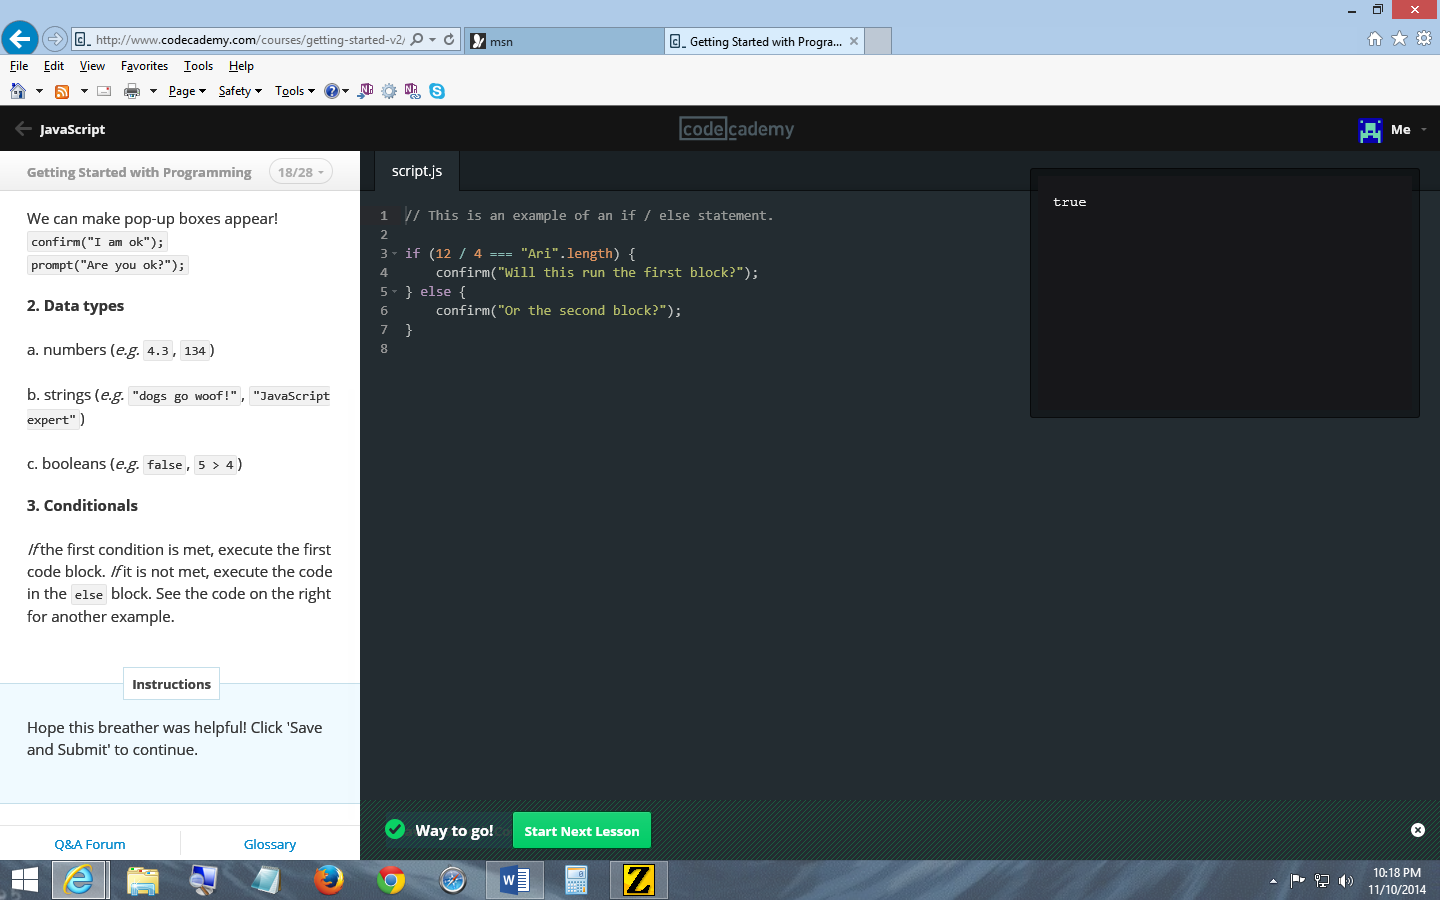 http://www.codecademy.com/courses/getting-started-v2/
msn
Getting Started with Progra...
File Edit View Favorites Tools Help
Page Safety Tools
JavaScript
codecademy
Me
Getting Started with Programming 18/28
script.js
We can make pop-up boxes appear!
confirm("I am ok");
prompt("Are you ok?");
2. Data types
a. numbers (e.g. 4.3, 134)
b. strings (e.g. "dogs go woof!", "JavaScript
expert")
c. booleans (e.g. false, 5 > 4)
3. Conditionals
If the first condition is met, execute the first
code block. If it is not met, execute the code
in the else block. See the code on the right
for another example.
Instructions
Hope this breather was helpful! Click 'Save
and Submit' to continue.
Q&A Forum Glossary
1 // This is an example of an if / else statement.
2
3 if (12 / 4 === "Ari".length) {
4 confirm("Will this run the first block?");
5 } else {
6 confirm("Or the second block?");
7 }
8
true
Way to go! Start Next Lesson
10:18 PM
11/10/2014